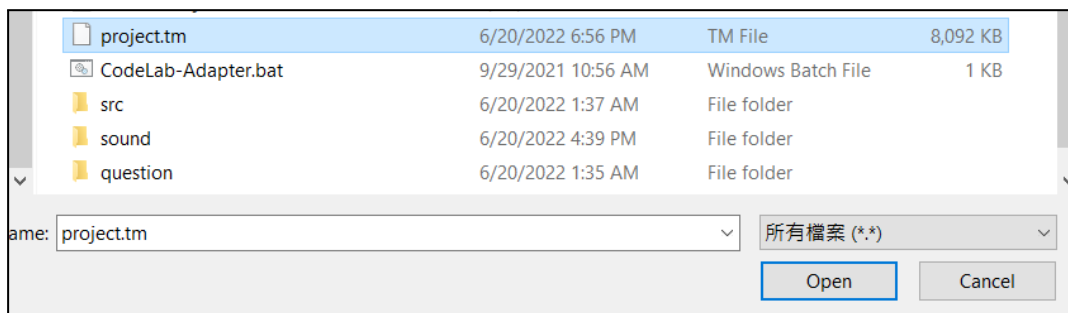 project.tm 6/20/2022 6:56 PM TM File 8,092 KB
CodeLab-Adapter.bat 9/29/2021 10:56 AM Windows Batch File 1 KB
src 6/20/2022 1:37 AM File folder
sound 6/20/2022 4:39 PM File folder
question 6/20/2022 1:35 AM File folder
ame: project.tm 所有檔案 (*.*)
Open Cancel